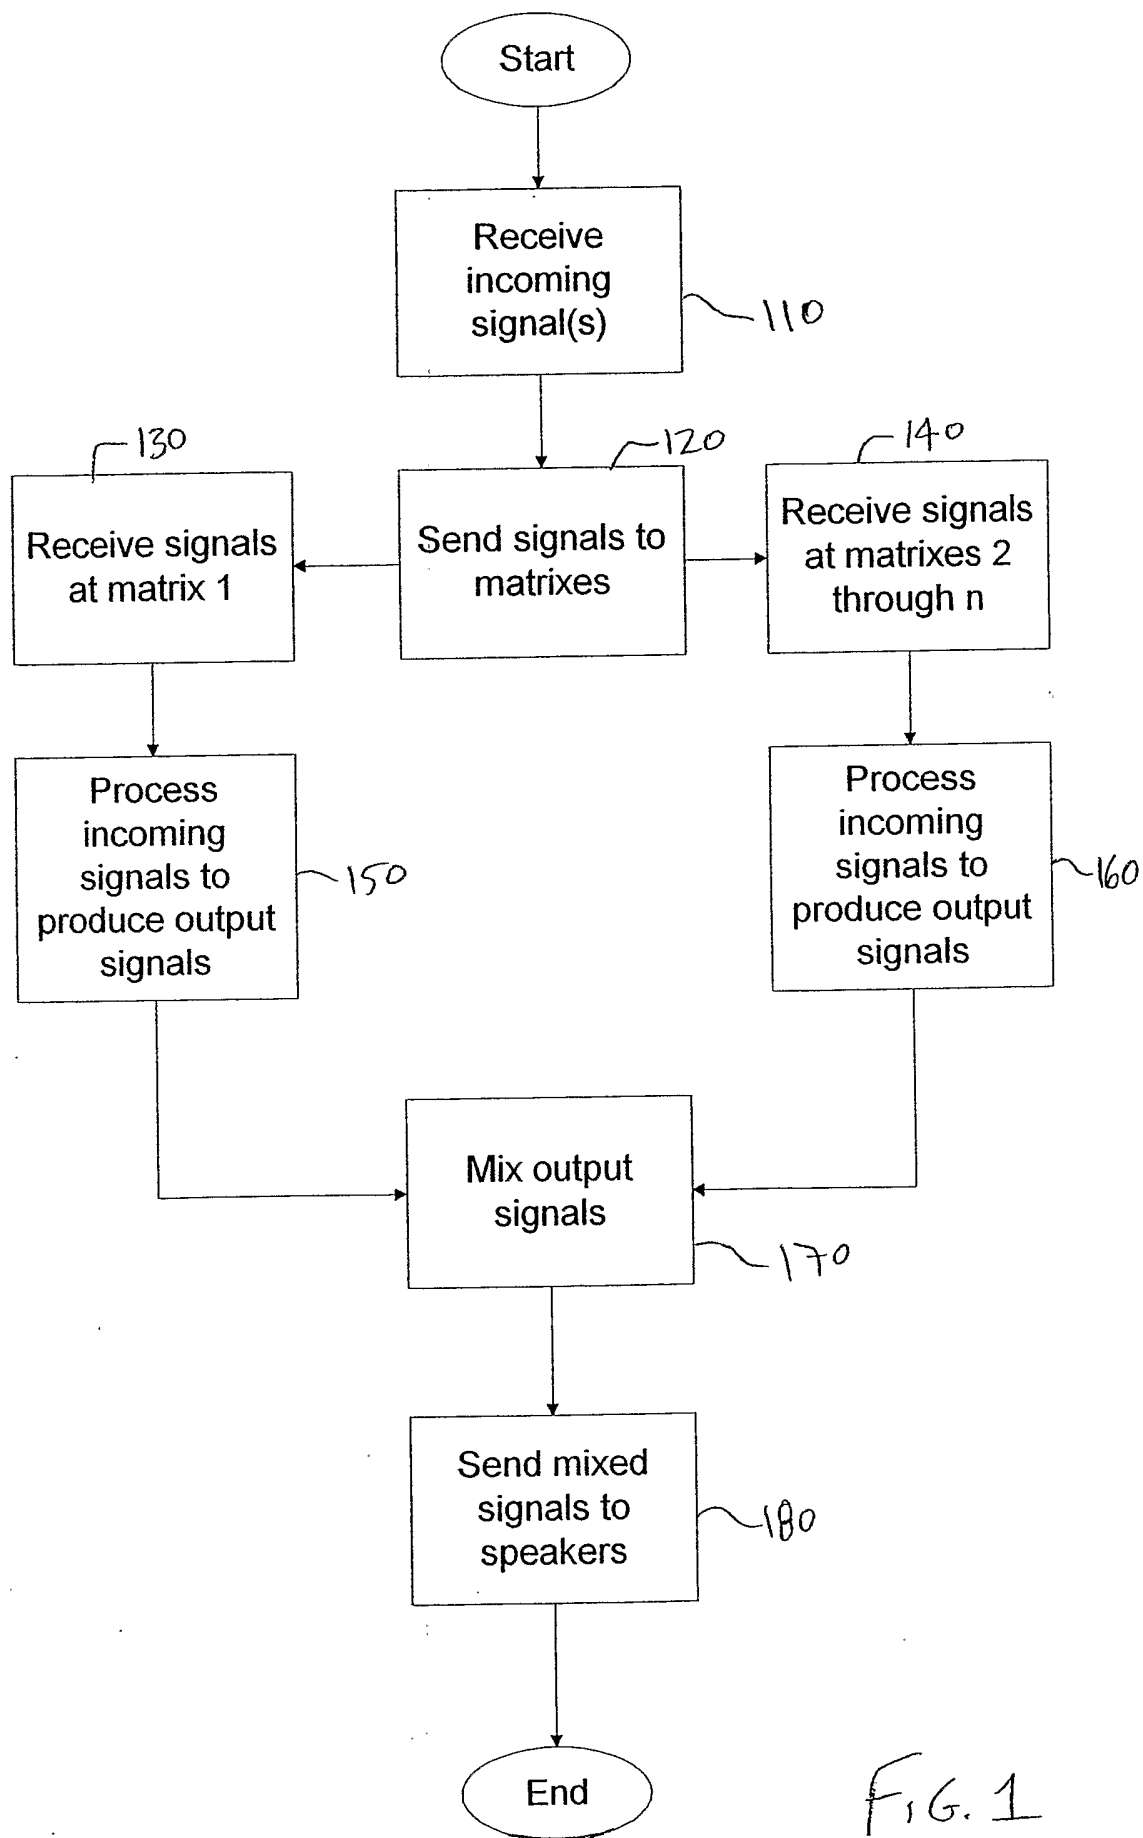 Start
Receive
incoming
signal(s)
110
130
120
140
Receive signals
at matrix 1
Send signals to
matrixes
Receive signals
at matrixes 2
through n
Process
incoming
signals to
produce output
signals
150
Process
incoming
signals to
produce output
signals
160
Mix output
signals
170
Send mixed
signals to
speakers
180
End
FIG. 1